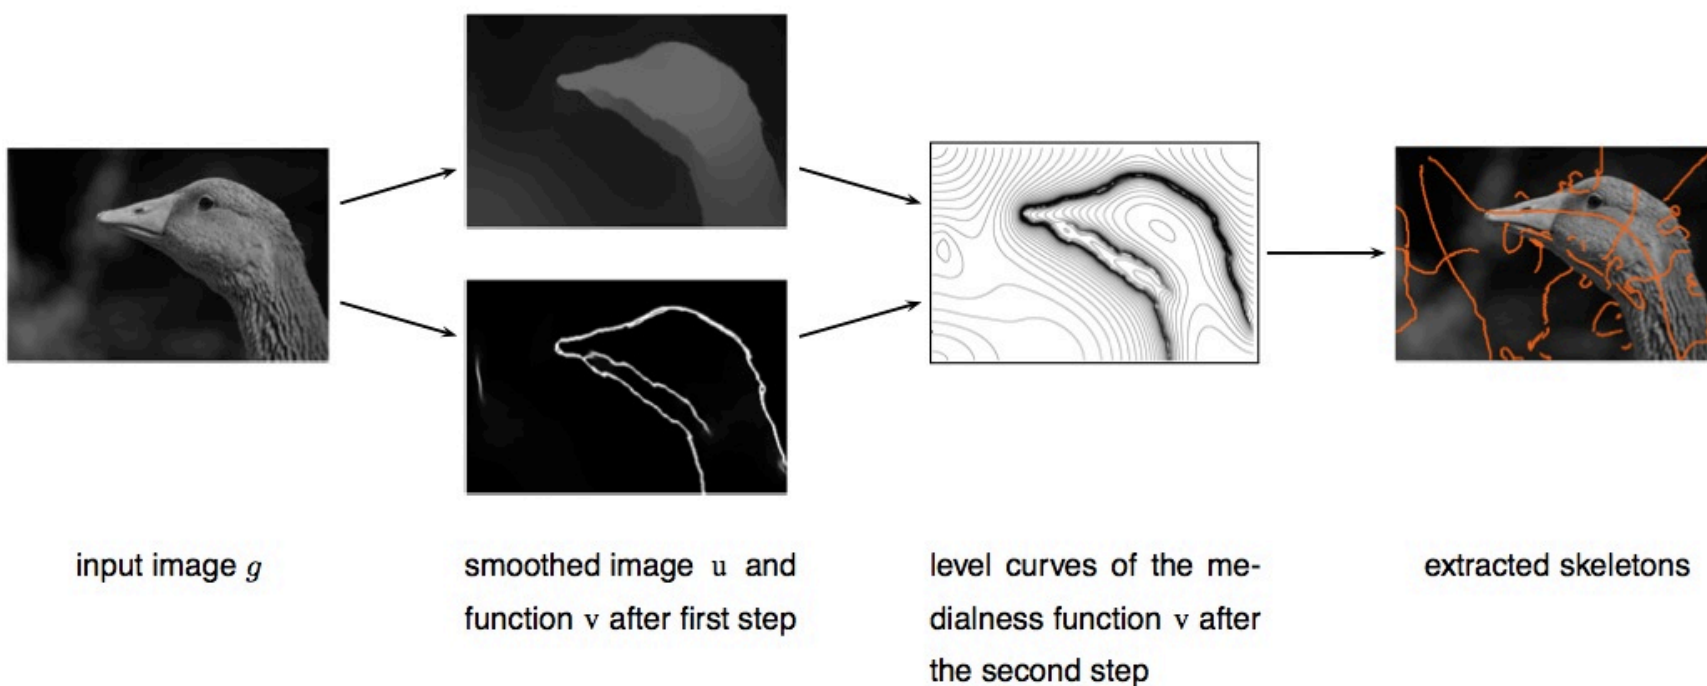 input image g
smoothed image u and
function v after first step
level curves of the me-
dialness function v after
the second step
extracted skeletons